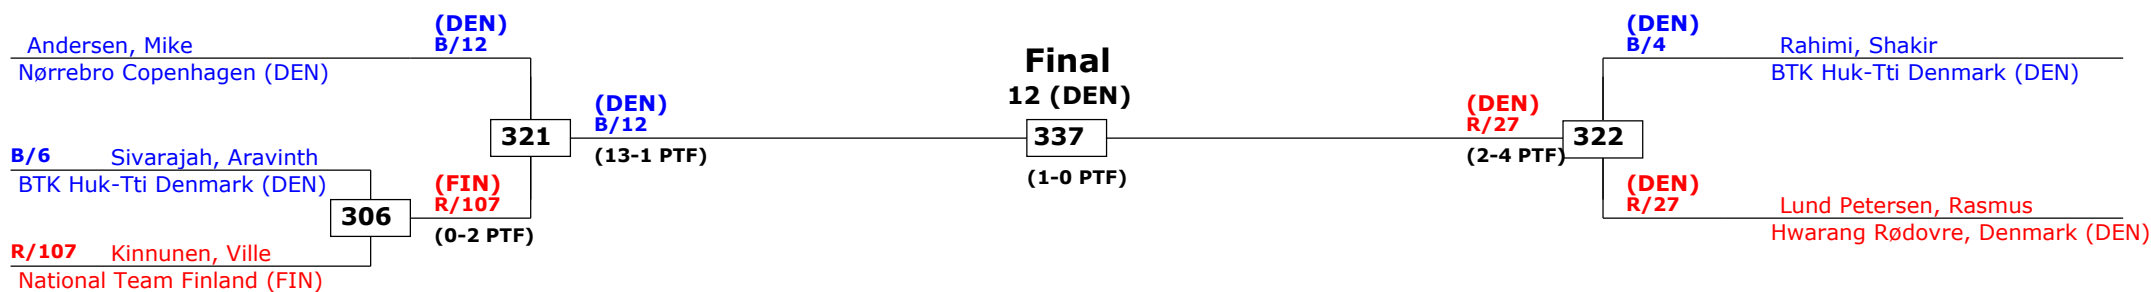 (DEN)
B/12
Andersen, Mike
Nørrebro Copenhagen (DEN)
B/6 Sivarajah, Aravinth
BTK Huk-Tti Denmark (DEN)
306
R/107 Kinnunen, Ville
National Team Finland (FIN)
(FIN)
R/107
(0-2 PTF)
321
(DEN)
B/12
(13-1 PTF)
Final
12 (DEN)
337
(1-0 PTF)
(DEN)
R/27
(2-4 PTF)
322
(DEN)
B/4
Rahimi, Shakir
BTK Huk-Tti Denmark (DEN)
(DEN)
R/27
Lund Petersen, Rasmus
Hwarang Rødovre, Denmark (DEN)